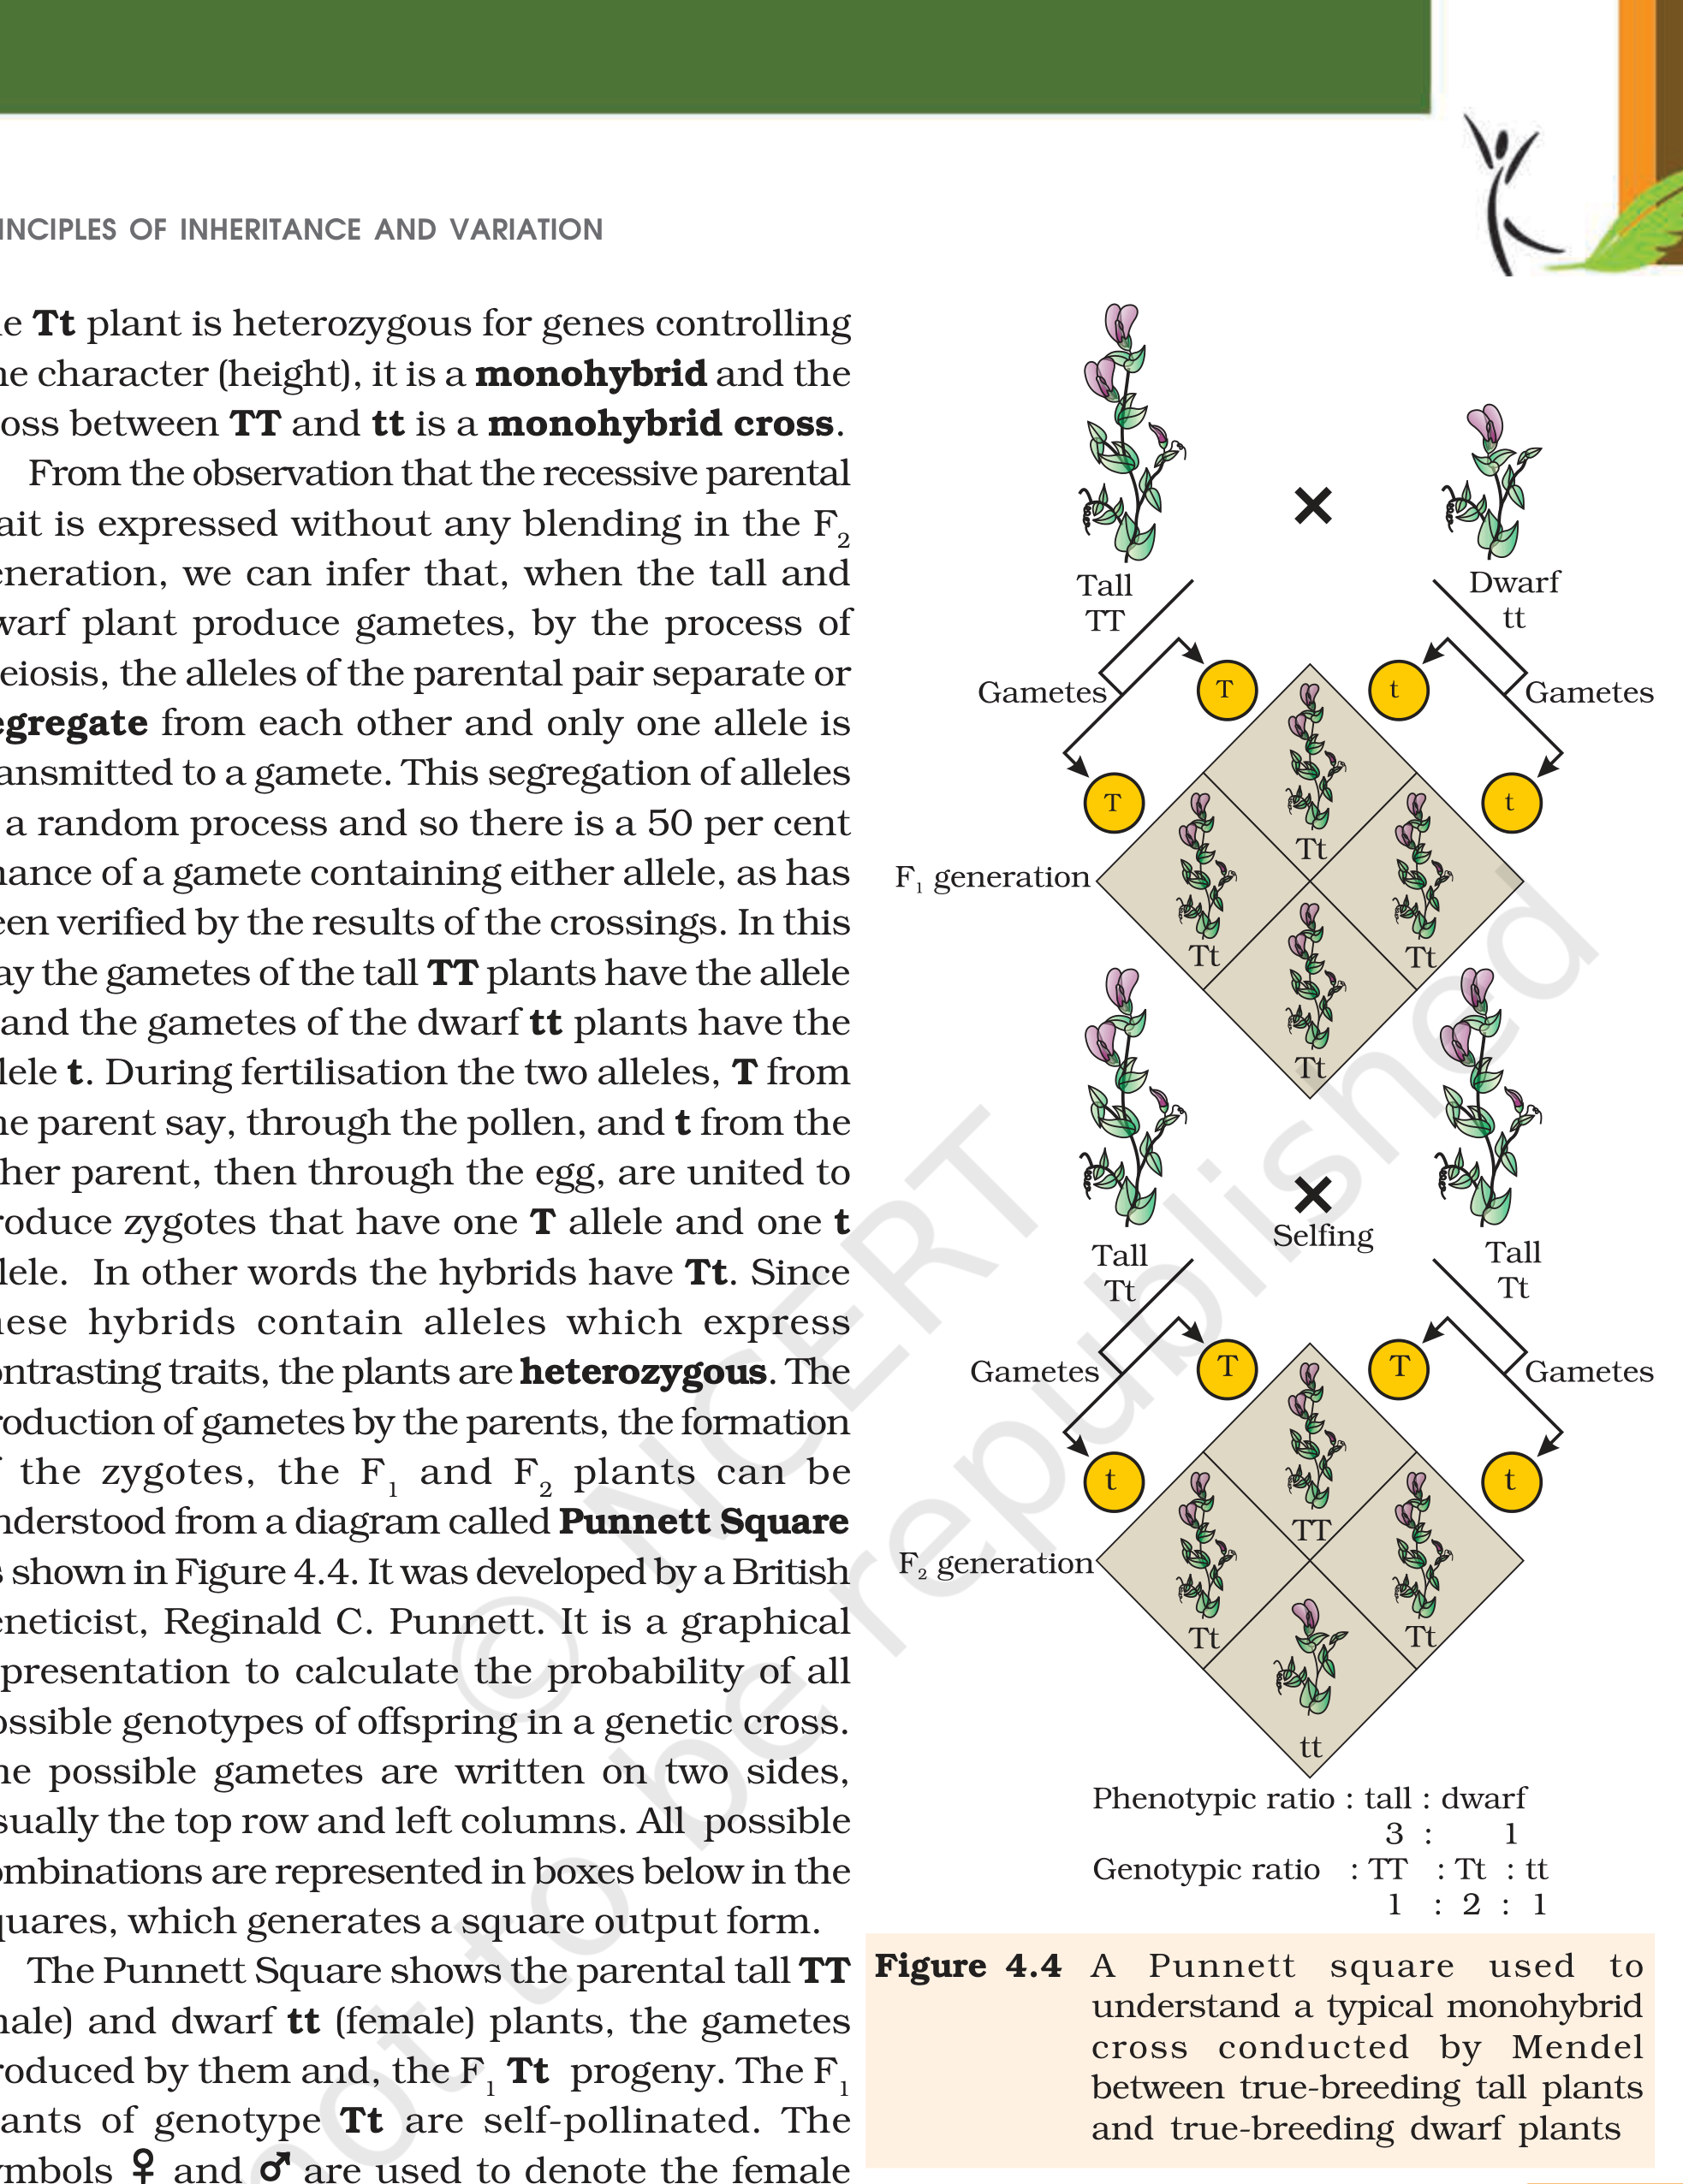 INCIPLES OF INHERITANCE AND VARIATION
e Tt plant is heterozygous for genes controlling
e character (height), it is a monohybrid and the
oss between TT and tt is a monohybrid cross.
From the observation that the recessive parental
ait is expressed without any blending in the F2
eneration, we can infer that, when the tall and
warf plant produce gametes, by the process of
eiosis, the alleles of the parental pair separate or
egregate from each other and only one allele is
ansmitted to a gamete. This segregation of alleles
a random process and so there is a 50 per cent
hance of a gamete containing either allele, as has
een verified by the results of the crossings. In this
ay the gametes of the tall TT plants have the allele
and the gametes of the dwarf tt plants have the
lele t. During fertilisation the two alleles, T from
ne parent say, through the pollen, and t from the
her parent, then through the egg, are united to
roduce zygotes that have one T allele and one t
lele. In other words the hybrids have Tt. Since
hese hybrids contain alleles which express
ontrasting traits, the plants are heterozygous. The
roduction of gametes by the parents, the formation
f the zygotes, the F1 and F2 plants can be
nderstood from a diagram called Punnett Square
s shown in Figure 4.4. It was developed by a British
eneticist, Reginald C. Punnett. It is a graphical
presentation to calculate the probability of all
ossible genotypes of offspring in a genetic cross.
he possible gametes are written on two sides,
sually the top row and left columns. All possible
ombinations are represented in boxes below in the
quares, which generates a square output form.
The Punnett Square shows the parental tall TT
male) and dwarf tt (female) plants, the gametes
roduced by them and, the F1 Tt progeny. The F1
ants of genotype Tt are self-pollinated. The
ymbols ♀ and ♂ are used to denote the female
×
Tall
TT
Dwarf
tt
Gametes T t Gametes
T t
Tt
F1 generation
Tt Tt
Tt
×
Selfing
Tall
Tt
Tall
Tt
Gametes T T Gametes
t t
TT
F2 generation
Tt Tt
tt
Phenotypic ratio : tall : dwarf
3 : 1
Genotypic ratio : TT : Tt : tt
1 : 2 : 1
Figure 4.4 A Punnett square used to
understand a typical monohybrid
cross conducted by Mendel
between true-breeding tall plants
and true-breeding dwarf plants
© NCERT
not to be republished